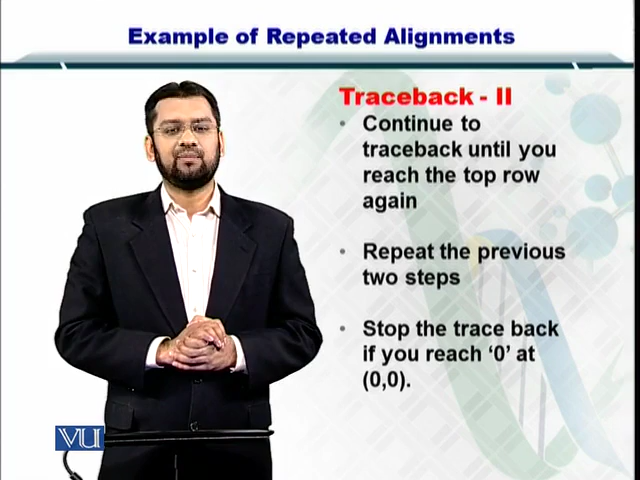 Example of Repeated Alignments
Traceback - II
• Continue to
traceback until you
reach the top row
again
• Repeat the previous
two steps
• Stop the trace back
if you reach ‘0’ at
(0,0).
VU